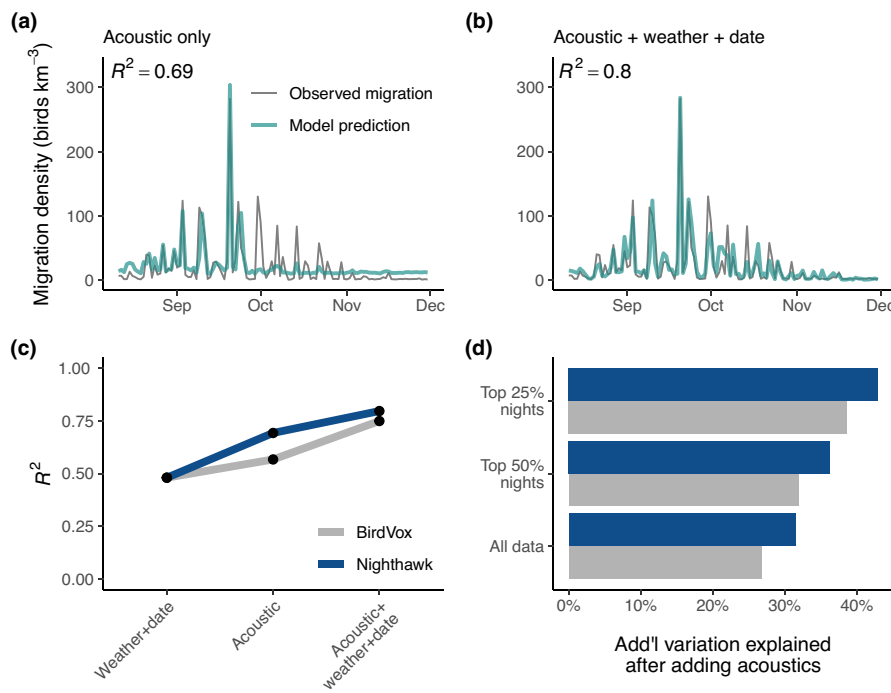 (a)
Acoustic only
R² = 0.69
Observed migration
Model prediction
Migration density (birds km⁻³)
300
200
100
0
Sep
Oct
Nov
Dec
(b)
Acoustic + weather + date
R² = 0.8
300
200
100
0
Sep
Oct
Nov
Dec
(c)
R²
1.00
0.75
0.50
0.25
0.00
BirdVox
Nighthawk
Weather+date
Acoustic
Acoustic+
weather+date
(d)
Top 25%
nights
Top 50%
nights
All data
0%
10%
20%
30%
40%
Add'l variation explained
after adding acoustics